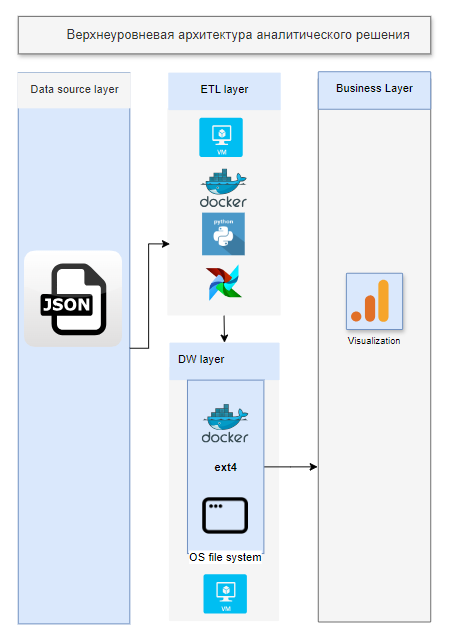 Верхнеуровневая архитектура аналитического решения
Data source layer
ETL layer
Business Layer
VM
docker
python
JSON
Visualization
DW layer
docker
ext4
OS file system
VM